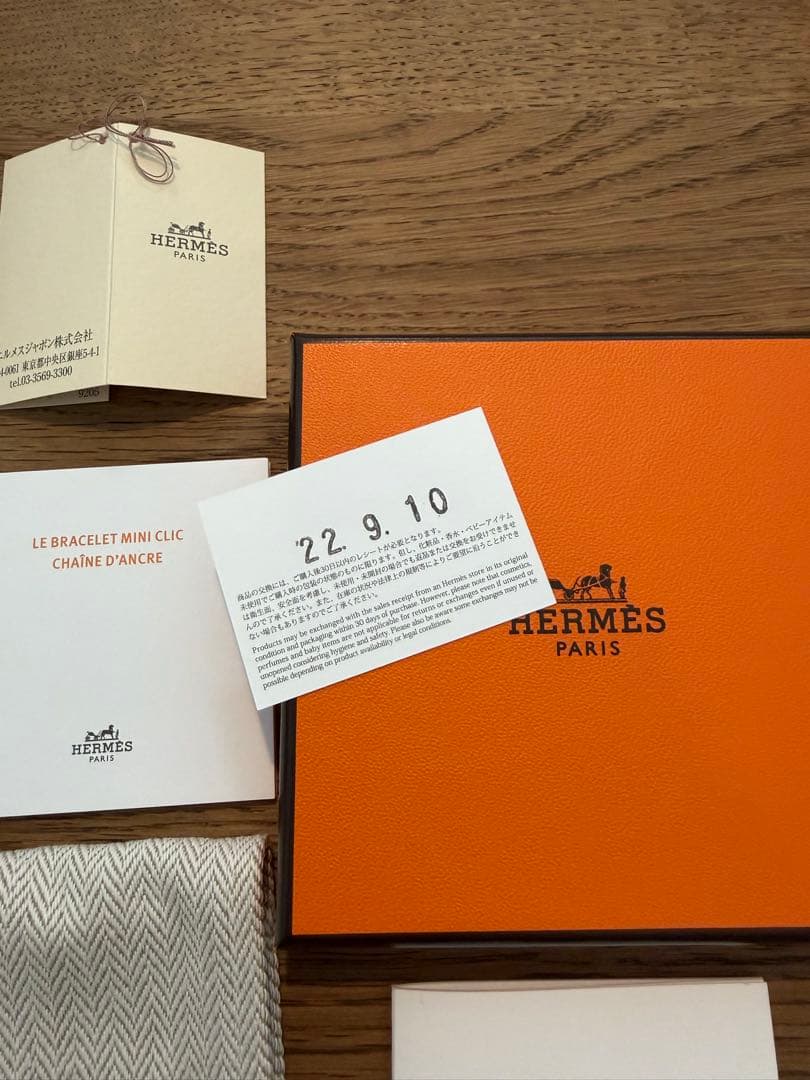 HERMÈS
PARIS
エルメスジャポン株式会社
4-0061 東京都中央区銀座5-4-1
tel.03-3569-3300
9205
LE BRACELET MINI CLIC
CHAÎNE D'ANCRE
HERMÈS
PARIS
'22. 9. 10
商品の交換には、ご購入後30日以内のレシートが必要となります。
未使用でご購入時の包装の状態のものに限ります。但し、化粧品・香水・ベビーアイテム
は衛生面、安全面を考慮し、未使用・未開封の場合でも返品または交換をお受けできませ
んのでご了承ください。また、在庫の状況や法律上の規制等によりご要望に沿うことができ
ない場合もありますのでご了承ください。
Products may be exchanged with the sales receipt from an Hermès store in its original
condition and packaging within 30 days of purchase. However, please note that cosmetics,
perfumes and baby items are not applicable for returns or exchanges even if unused or
unopened considering hygiene and safety. Please also be aware some exchanges may not be
possible depending on product availability or legal conditions.
HERMÈS
PARIS